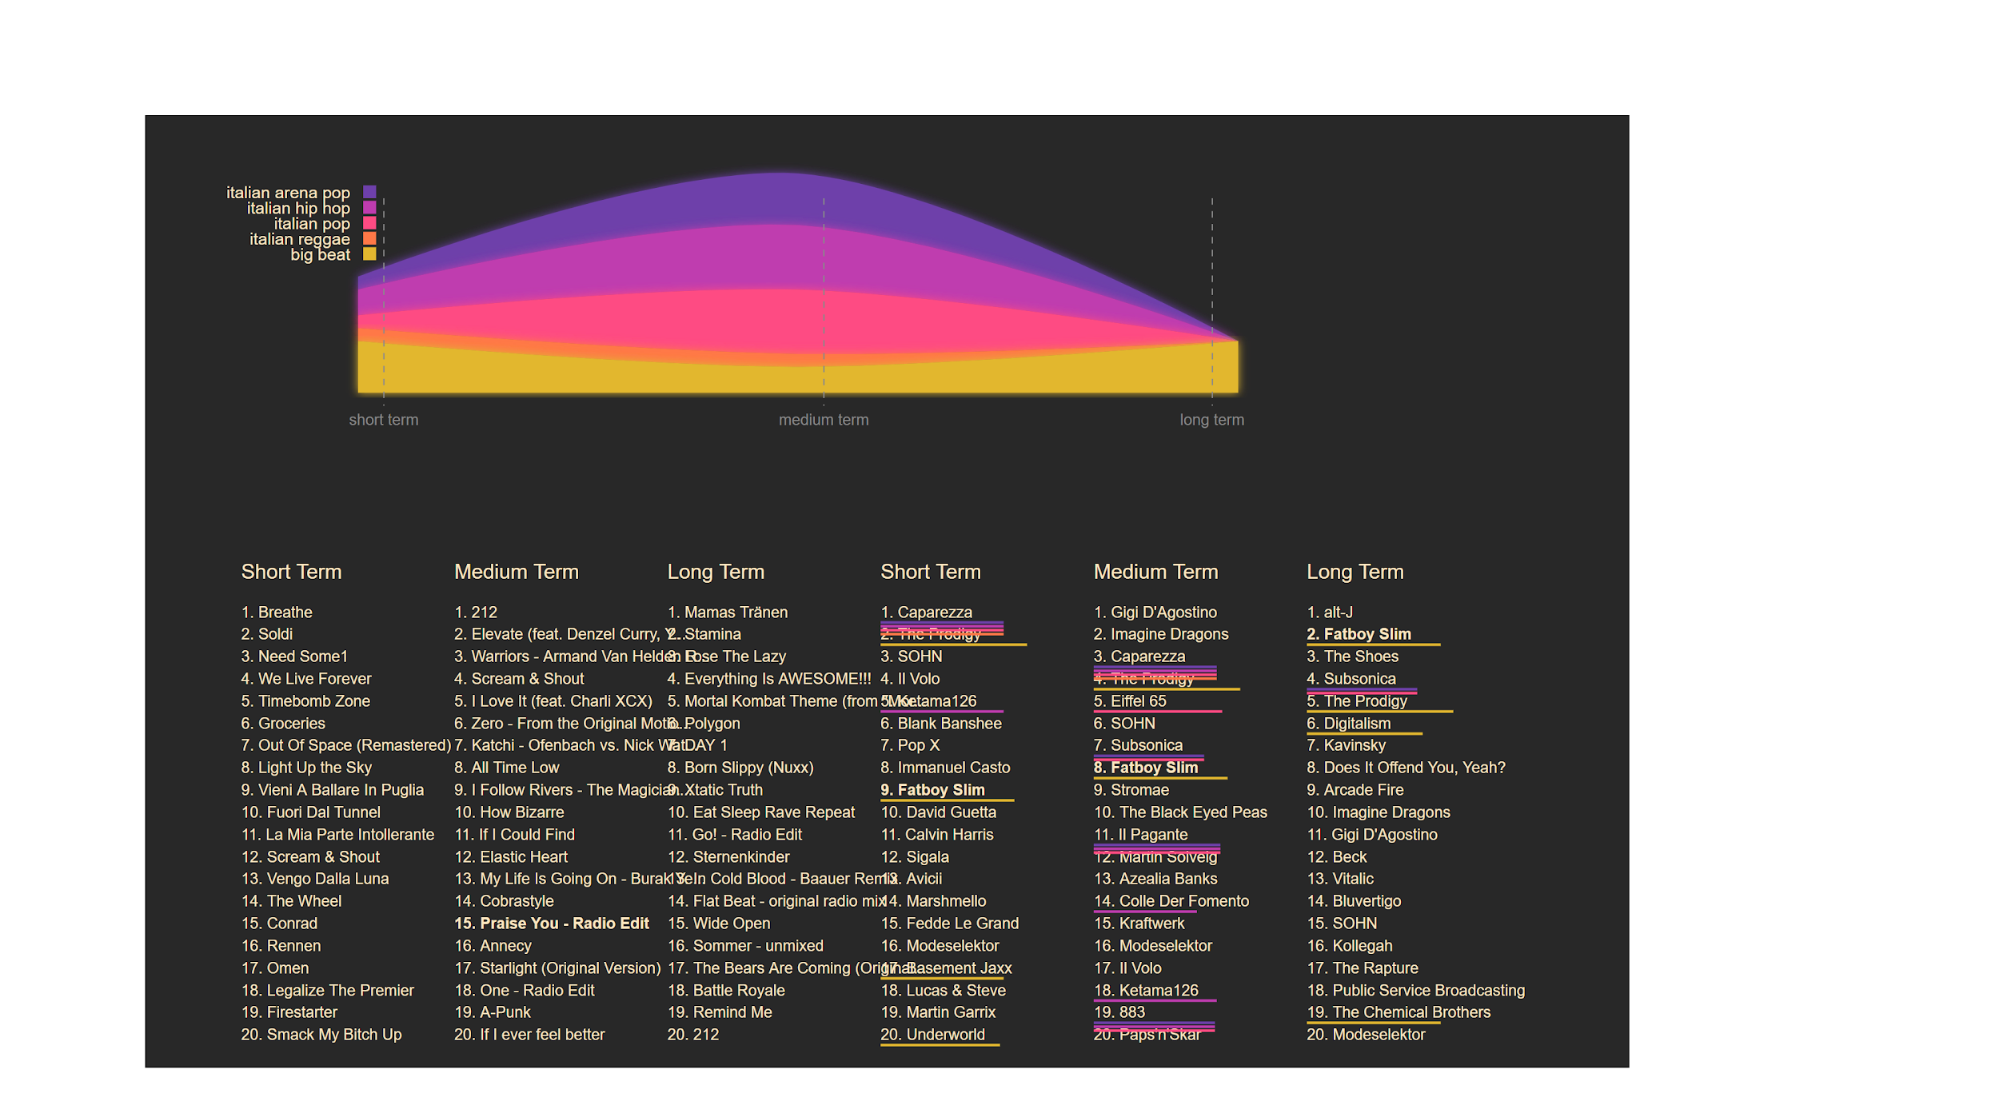 italian arena pop
italian hip hop
italian pop
italian reggae
big beat
short term
medium term
long term
Short Term
1. Breathe
2. Soldi
3. Need Some1
4. We Live Forever
5. Timebomb Zone
6. Groceries
7. Out Of Space (Remastered)
8. Light Up the Sky
9. Vieni A Ballare In Puglia
10. Fuori Dal Tunnel
11. La Mia Parte Intollerante
12. Scream & Shout
13. Vengo Dalla Luna
14. The Wheel
15. Conrad
16. Rennen
17. Omen
18. Legalize The Premier
19. Firestarter
20. Smack My Bitch Up
Medium Term
1. 212
2. Elevate (feat. Denzel Curry,
3. Warriors - Armand Van Helden
4. Scream & Shout
5. I Love It (feat. Charli XCX)
6. Zero - From the Original
7. Katchi - Ofenbach vs. Nick
8. All Time Low
9. I Follow Rivers - The
10. How Bizarre
11. If I Could Find
12. Elastic Heart
13. My Life Is Going On - Burak
14. Cobrastyle
15. Praise You - Radio Edit
16. Annecy
17. Starlight (Original Version)
18. One - Radio Edit
19. A-Punk
20. If I ever feel better
Long Term
1. Mamas Tränen
2. Stamina
3. Lose The Lazy
4. Everything Is AWESOME!!!
5. Mortal Kombat Theme (from
6. Polygon
7. DAY 1
8. Born Slippy (Nuxx)
9. Xtatic Truth
10. Eat Sleep Rave Repeat
11. Go! - Radio Edit
12. Sternenkinder
13. In Cold Blood - Baauer Remix
14. Flat Beat - original radio mix
15. Wide Open
16. Sommer - unmixed
17. The Bears Are Coming
18. Battle Royale
19. Remind Me
20. 212
Short Term
1. Caparezza
2. The Prodigy
3. SOHN
4. Il Volo
5. Ketama126
6. Blank Banshee
7. Pop X
8. Immanuel Casto
9. Fatboy Slim
10. David Guetta
11. Calvin Harris
12. Sigala
13. Avicii
14. Marshmello
15. Fedde Le Grand
16. Modeselektor
17. Basement Jaxx
18. Lucas & Steve
19. Martin Garrix
20. Underworld
Medium Term
1. Gigi D'Agostino
2. Imagine Dragons
3. Caparezza
4. The Prodigy
5. Eiffel 65
6. SOHN
7. Subsonica
8. Fatboy Slim
9. Stromae
10. The Black Eyed Peas
11. Il Pagante
12. Martin Solveig
13. Azealia Banks
14. Colle Der Fomento
15. Kraftwerk
16. Modeselektor
17. Il Volo
18. Ketama126
19. 883
20. Paps'n'Skar
Long Term
1. alt-J
2. Fatboy Slim
3. The Shoes
4. Subsonica
5. The Prodigy
6. Digitalism
7. Kavinsky
8. Does It Offend You, Yeah?
9. Arcade Fire
10. Imagine Dragons
11. Gigi D'Agostino
12. Beck
13. Vitalic
14. Bluvertigo
15. SOHN
16. Kollegah
17. The Rapture
18. Public Service Broadcasting
19. The Chemical Brothers
20. Modeselektor